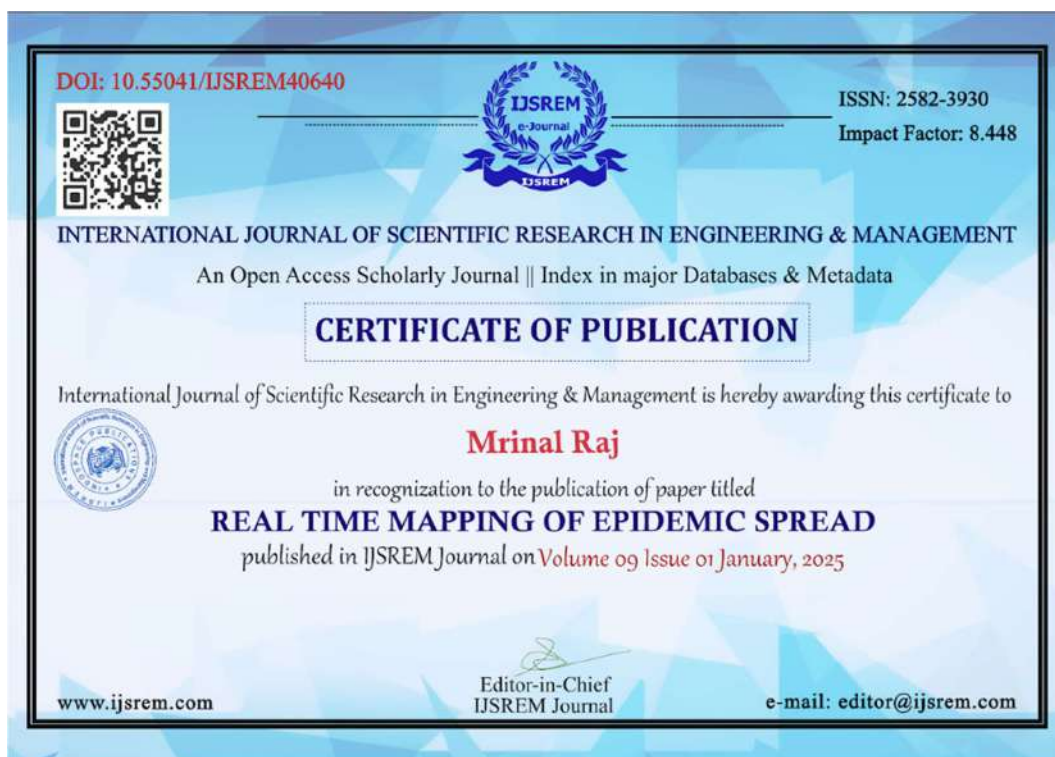 DOI: 10.55041/IJSREM40640
IJSREM
e-Journal
IJSREM
ISSN: 2582-3930
Impact Factor: 8.448
INTERNATIONAL JOURNAL OF SCIENTIFIC RESEARCH IN ENGINEERING & MANAGEMENT
An Open Access Scholarly Journal || Index in major Databases & Metadata
CERTIFICATE OF PUBLICATION
International Journal of Scientific Research in Engineering & Management is hereby awarding this certificate to
Mrinal Raj
in recognization to the publication of paper titled
REAL TIME MAPPING OF EPIDEMIC SPREAD
published in IJSREM Journal on Volume 09 Issue 01 January, 2025
Editor-in-Chief
IJSREM Journal
www.ijsrem.com
e-mail: editor@ijsrem.com